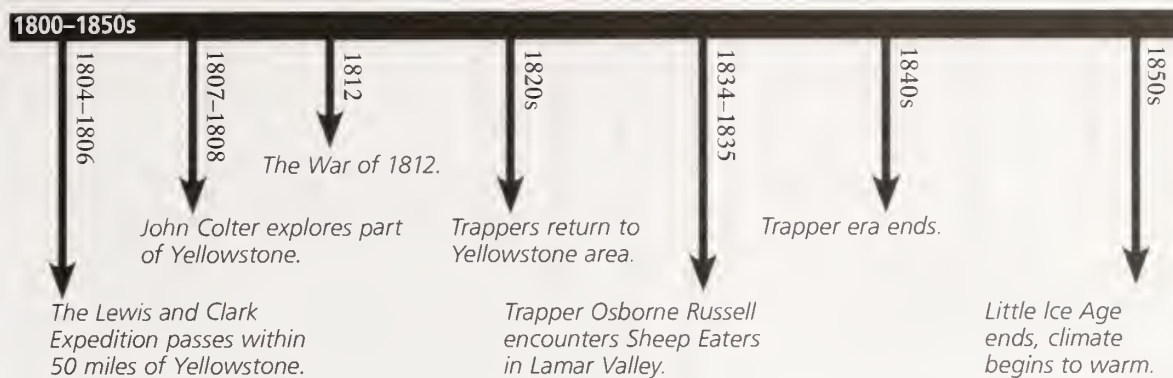 1800–1850s
1804–1806
The Lewis and Clark
Expedition passes within
50 miles of Yellowstone.
1807–1808
John Colter explores part
of Yellowstone.
1812
The War of 1812.
1820s
Trappers return to
Yellowstone area.
1834–1835
Trapper Osborne Russell
encounters Sheep Eaters
in Lamar Valley.
1840s
Trapper era ends.
1850s
Little Ice Age
ends, climate
begins to warm.